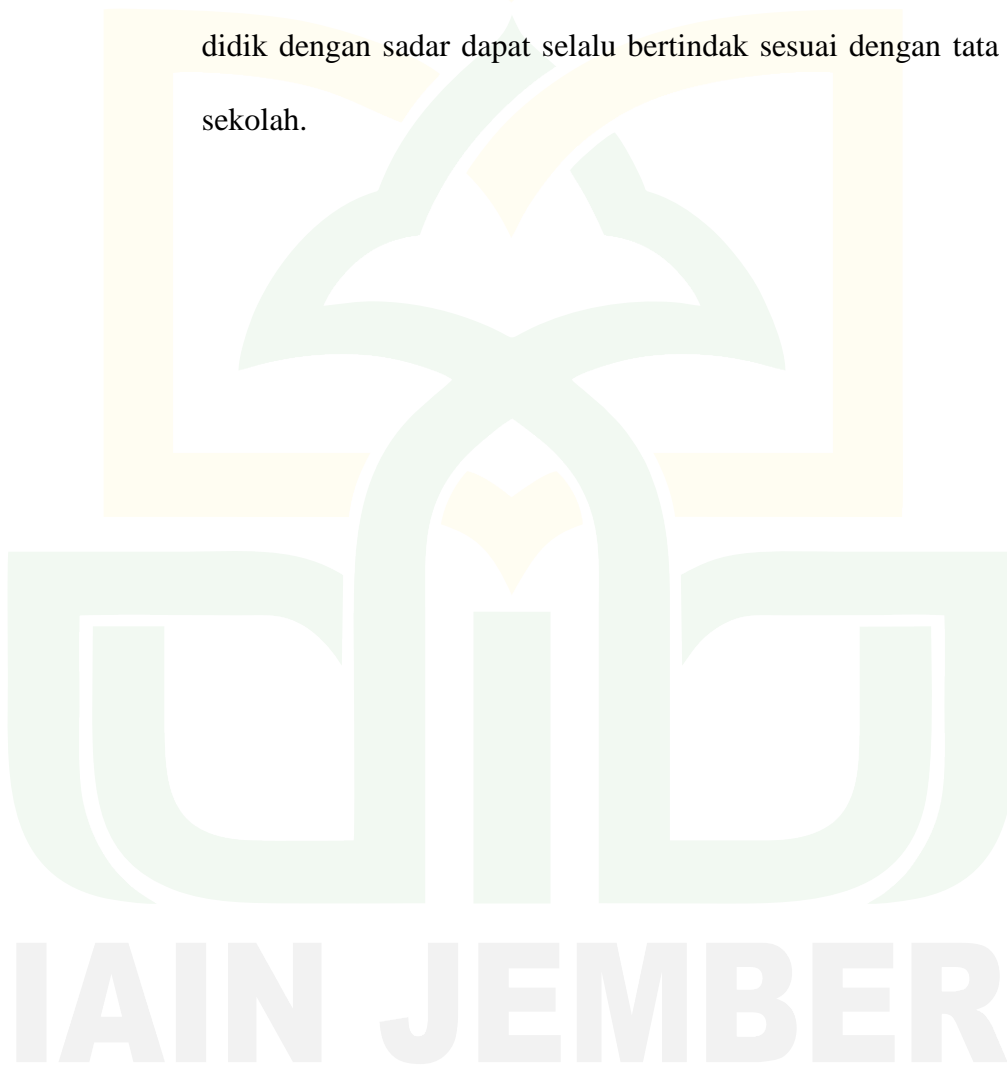 didik dengan sadar dapat selalu bertindak sesuai dengan tata
sekolah.
IAIN JEMBER